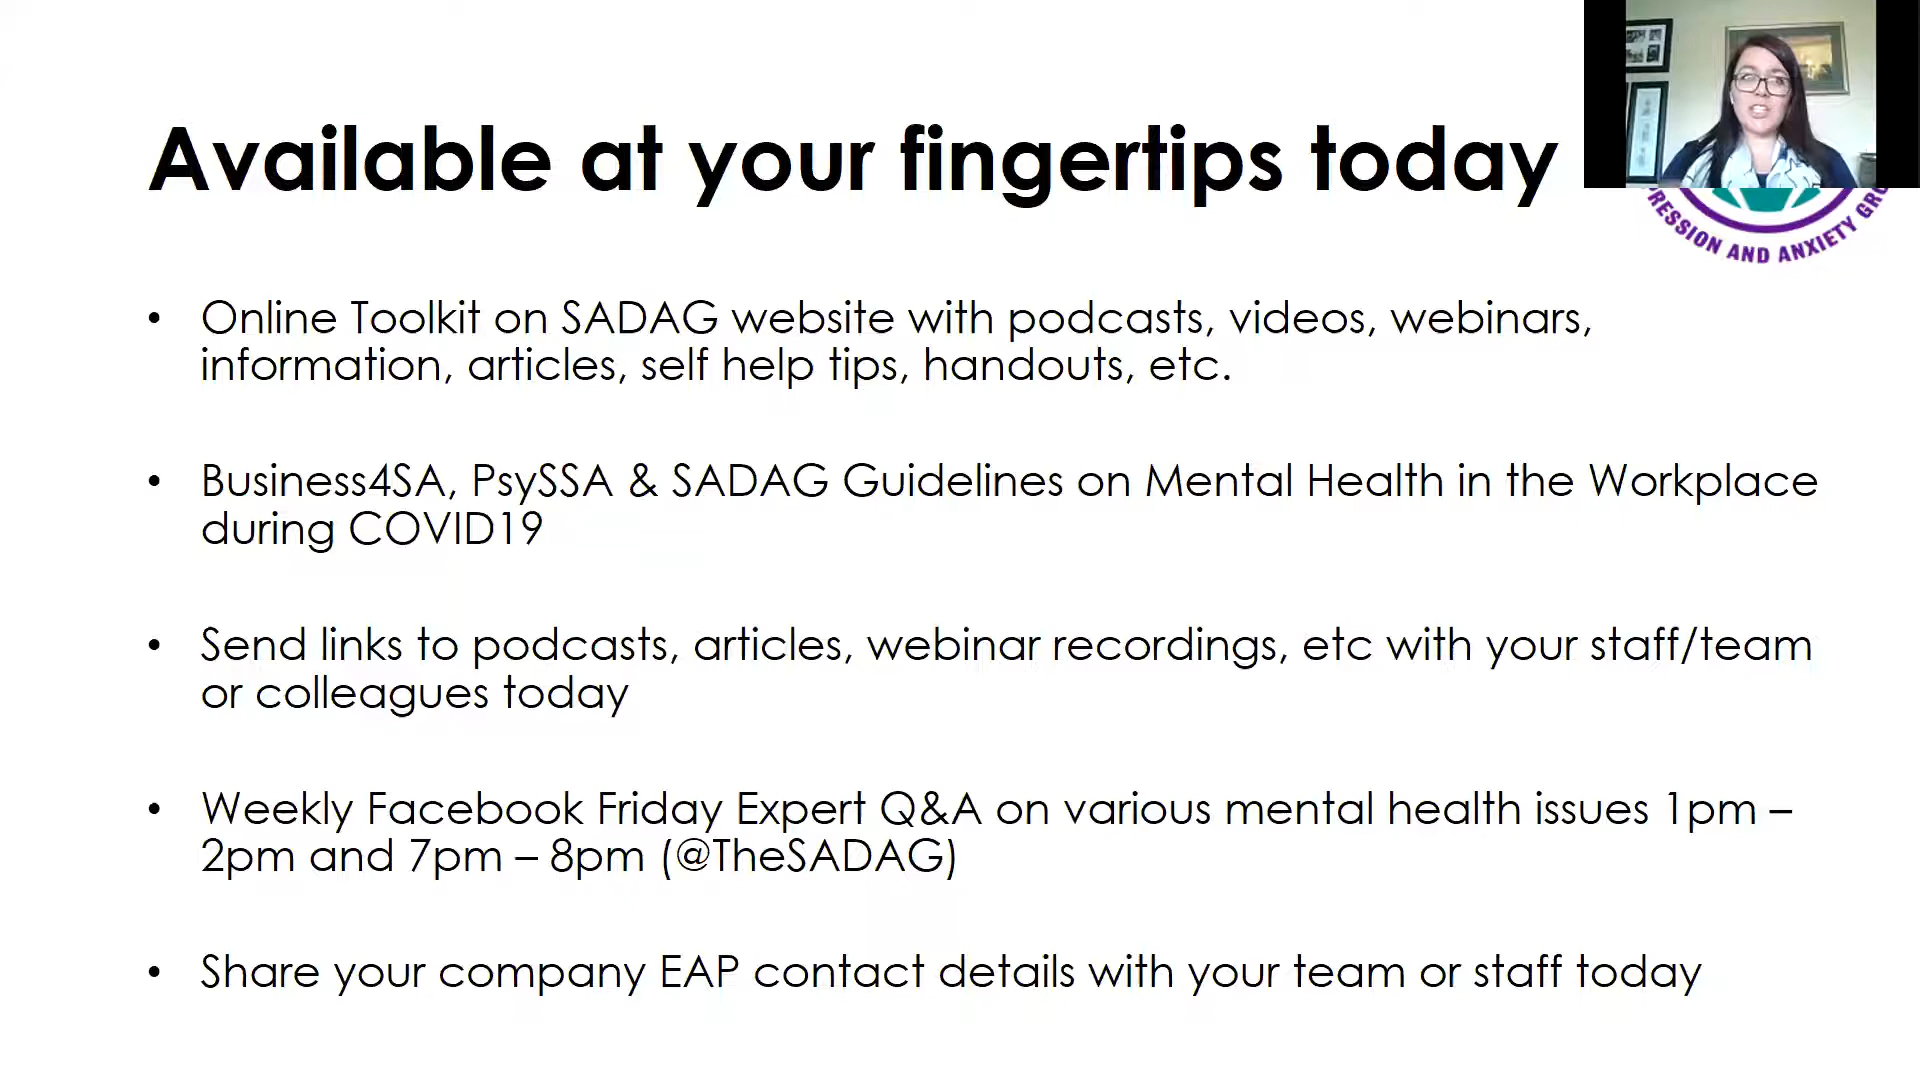 Available at your fingertips today
RESSION AND ANXIETY GRO
• Online Toolkit on SADAG website with podcasts, videos, webinars,
information, articles, self help tips, handouts, etc.
• Business4SA, PsySSA & SADAG Guidelines on Mental Health in the Workplace
during COVID19
• Send links to podcasts, articles, webinar recordings, etc with your staff/team
or colleagues today
• Weekly Facebook Friday Expert Q&A on various mental health issues 1pm –
2pm and 7pm – 8pm (@TheSADAG)
• Share your company EAP contact details with your team or staff today